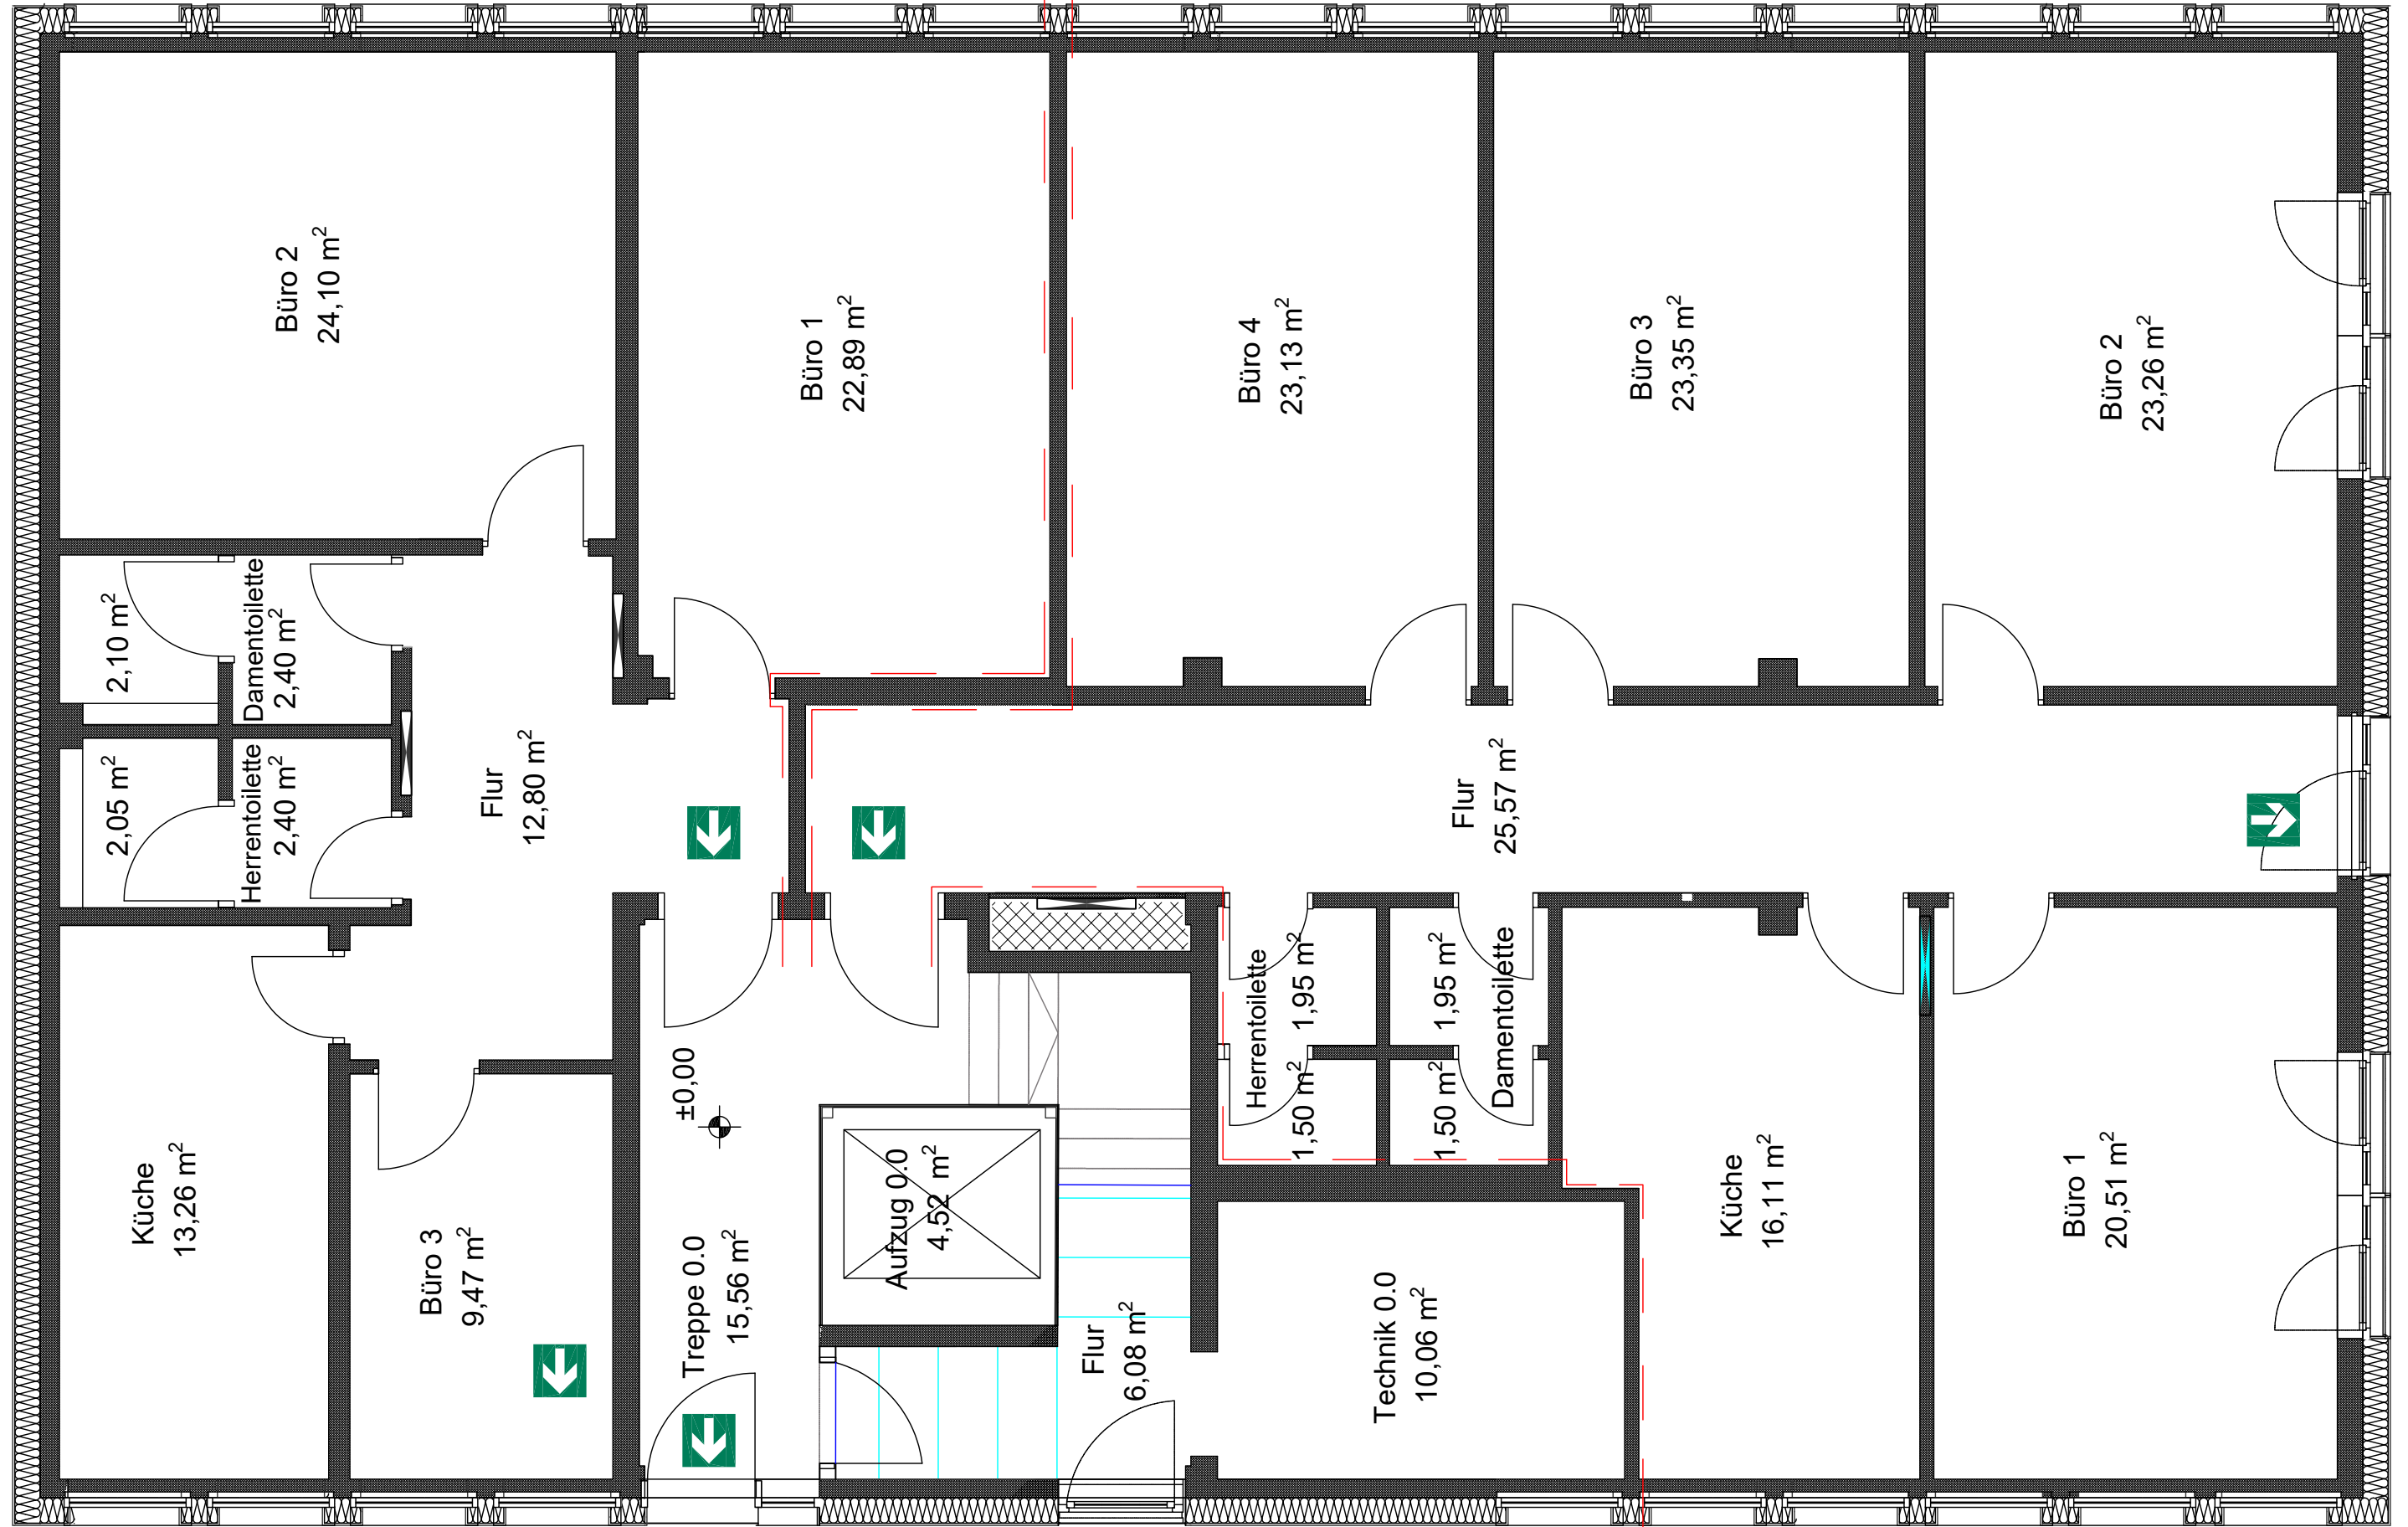 Büro 2
24,10 m²
Büro 1
22,89 m²
Büro 4
23,13 m²
Büro 3
23,35 m²
Büro 2
23,26 m²
2,10 m²
Damentoilette
2,40 m²
2,05 m²
Herrentoilette
2,40 m²
Flur
12,80 m²
Flur
25,57 m²
Küche
13,26 m²
Büro 3
9,47 m²
±0,00
Treppe 0.0
15,56 m²
Aufzug 0.0
4,52 m²
Flur
6,08 m²
Herrentoilette
1,95 m²
1,50 m²
1,95 m²
1,50 m²
Damentoilette
Technik 0.0
10,06 m²
Küche
16,11 m²
Büro 1
20,51 m²